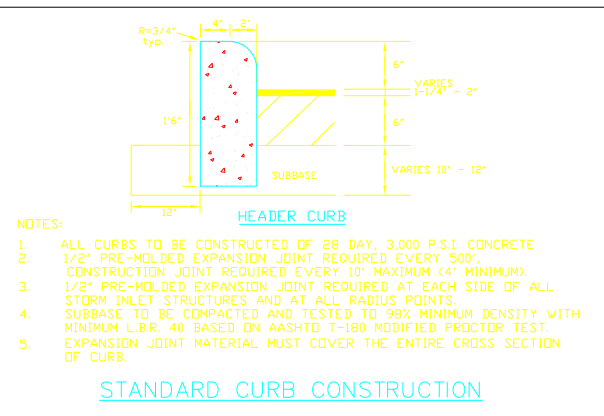 4" 2"
R=3/4"
typ.
6"
VARIES
1-1/4" - 2"
1'6"
6"
VARIES 10" - 12"
SUBBASE
12"
HEADER CURB
NOTES:
1. ALL CURBS TO BE CONSTRUCTED OF 28 DAY, 3,000 P.S.I. CONCRETE
2. 1/2" PRE-MOLDED EXPANSION JOINT REQUIRED EVERY 500',
CONSTRUCTION JOINT REQUIRED EVERY 10' MAXIMUM (4' MINIMUM).
3. 1/2" PRE-MOLDED EXPANSION JOINT REQUIRED AT EACH SIDE OF ALL
STORM INLET STRUCTURES AND AT ALL RADIUS POINTS.
4. SUBBASE TO BE COMPACTED AND TESTED TO 98% MINIMUM DENSITY WITH
MINIMUM L.B.R. 40 BASED ON AASHTO T-180 MODIFIED PROCTOR TEST.
5. EXPANSION JOINT MATERIAL MUST COVER THE ENTIRE CROSS SECTION
OF CURB.
STANDARD CURB CONSTRUCTION